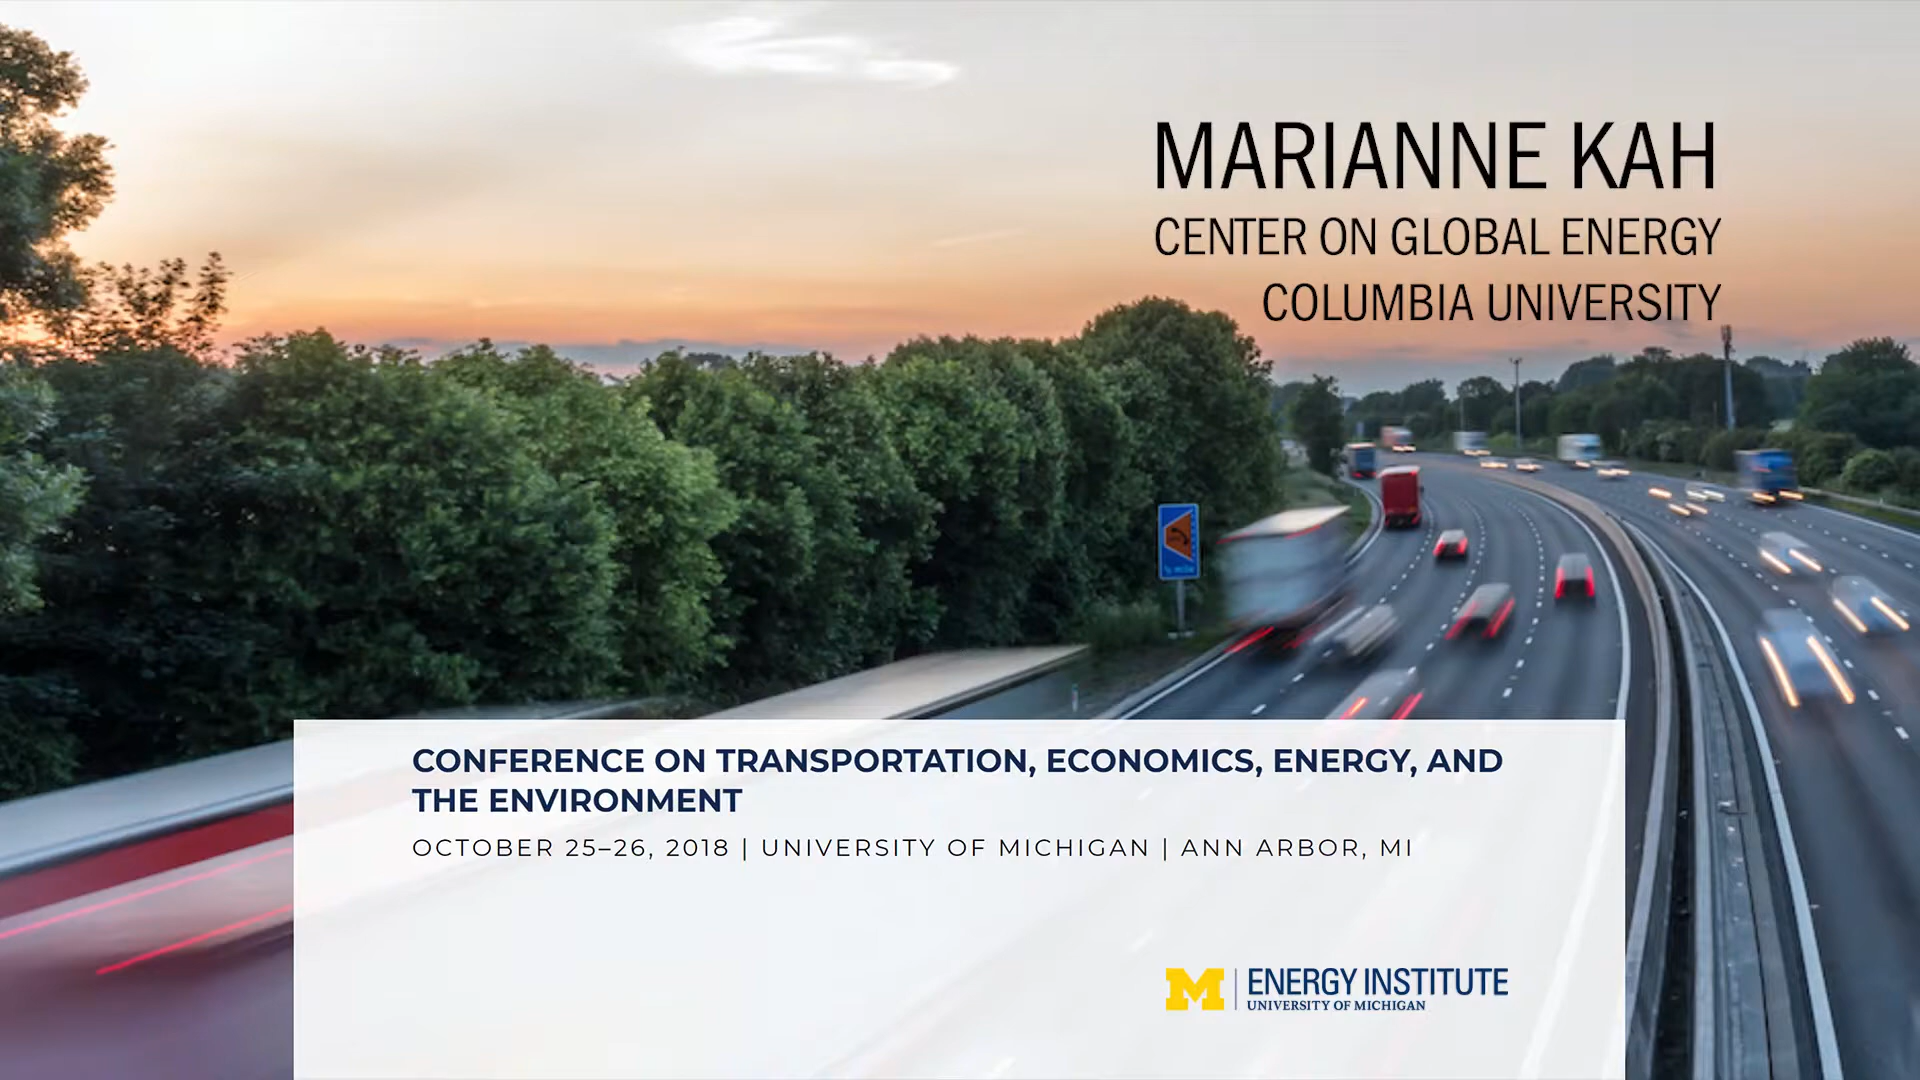 MARIANNE KAH
CENTER ON GLOBAL ENERGY
COLUMBIA UNIVERSITY
CONFERENCE ON TRANSPORTATION, ECONOMICS, ENERGY, AND
THE ENVIRONMENT
OCTOBER 25–26, 2018 | UNIVERSITY OF MICHIGAN | ANN ARBOR, MI
M | ENERGY INSTITUTE
UNIVERSITY OF MICHIGAN